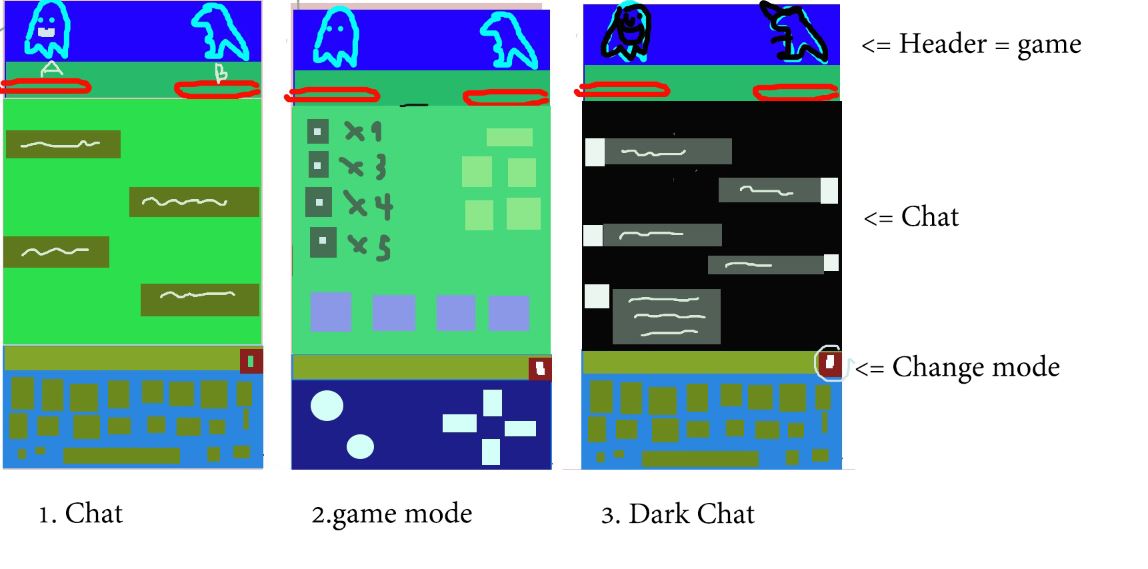 A
B
<= Header = game
x 1
x 3
x 4
x 5
<= Chat
<= Change mode
1. Chat
2.game mode
3. Dark Chat